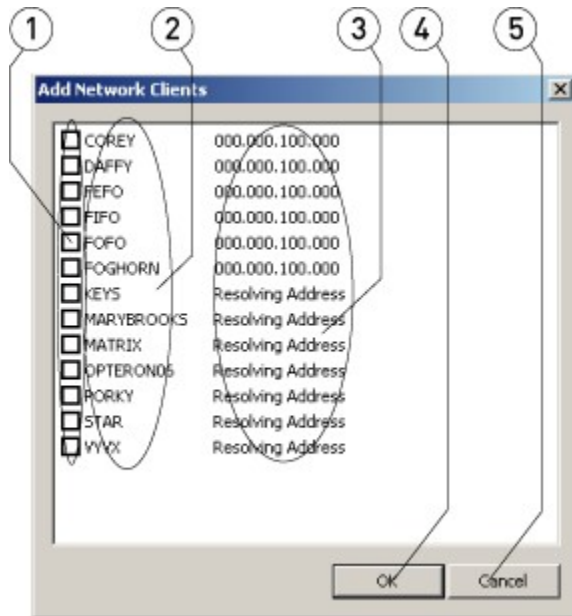 1 2 3 4 5
Add Network Clients
COREY 000.000.100.000
DAFFY 000.000.100.000
FEFO 000.000.100.000
FIFO 000.000.100.000
FOFO 000.000.100.000
FOGHORN 000.000.100.000
KEYS Resolving Address
MARYBROOKS Resolving Address
MATRIX Resolving Address
OPTERON05 Resolving Address
PORKY Resolving Address
STAR Resolving Address
VYVX Resolving Address
OK Cancel